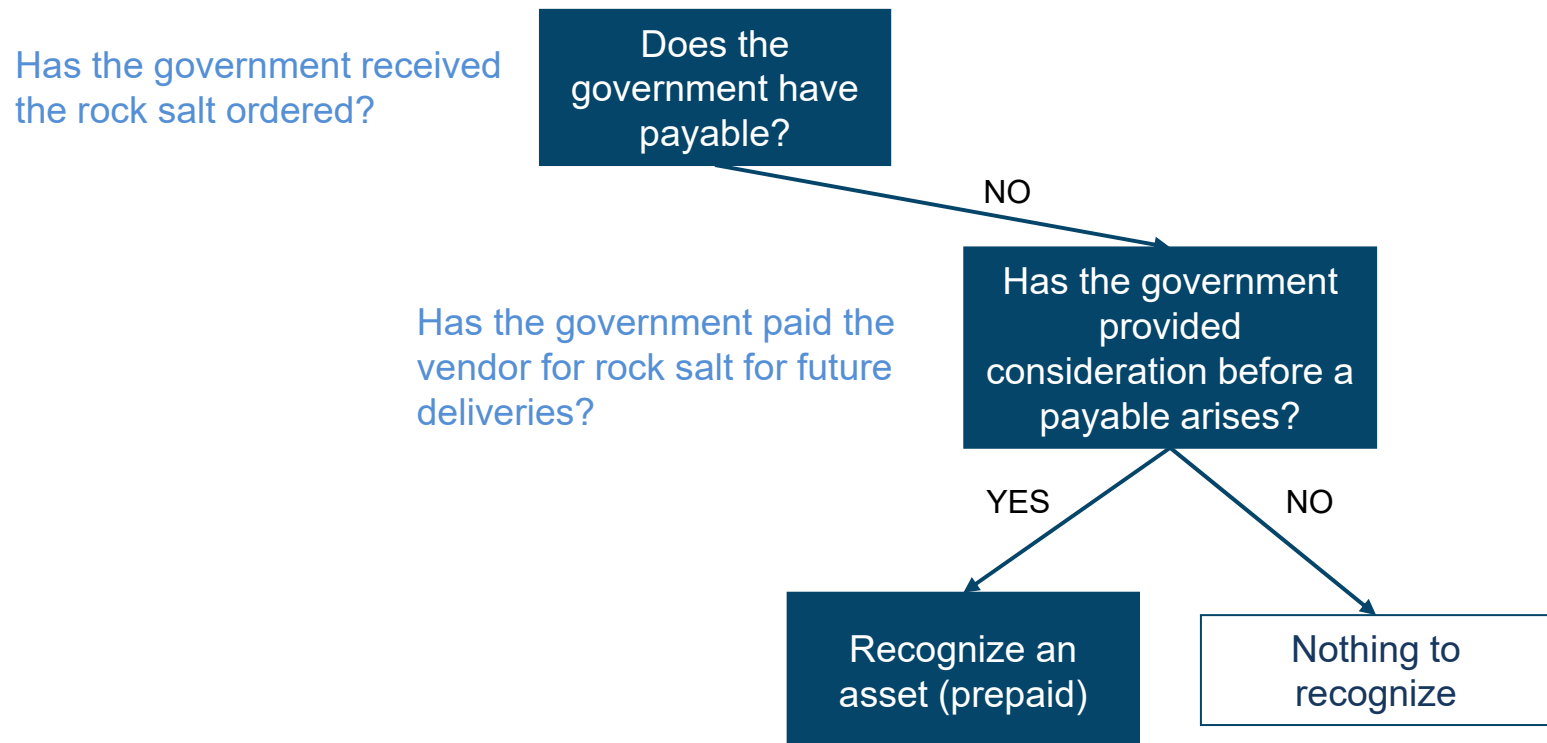 Has the government received
the rock salt ordered?
Does the
government have
payable?
NO
Has the government paid the
vendor for rock salt for future
deliveries?
Has the government
provided
consideration before a
payable arises?
YES
NO
Recognize an
asset (prepaid)
Nothing to
recognize